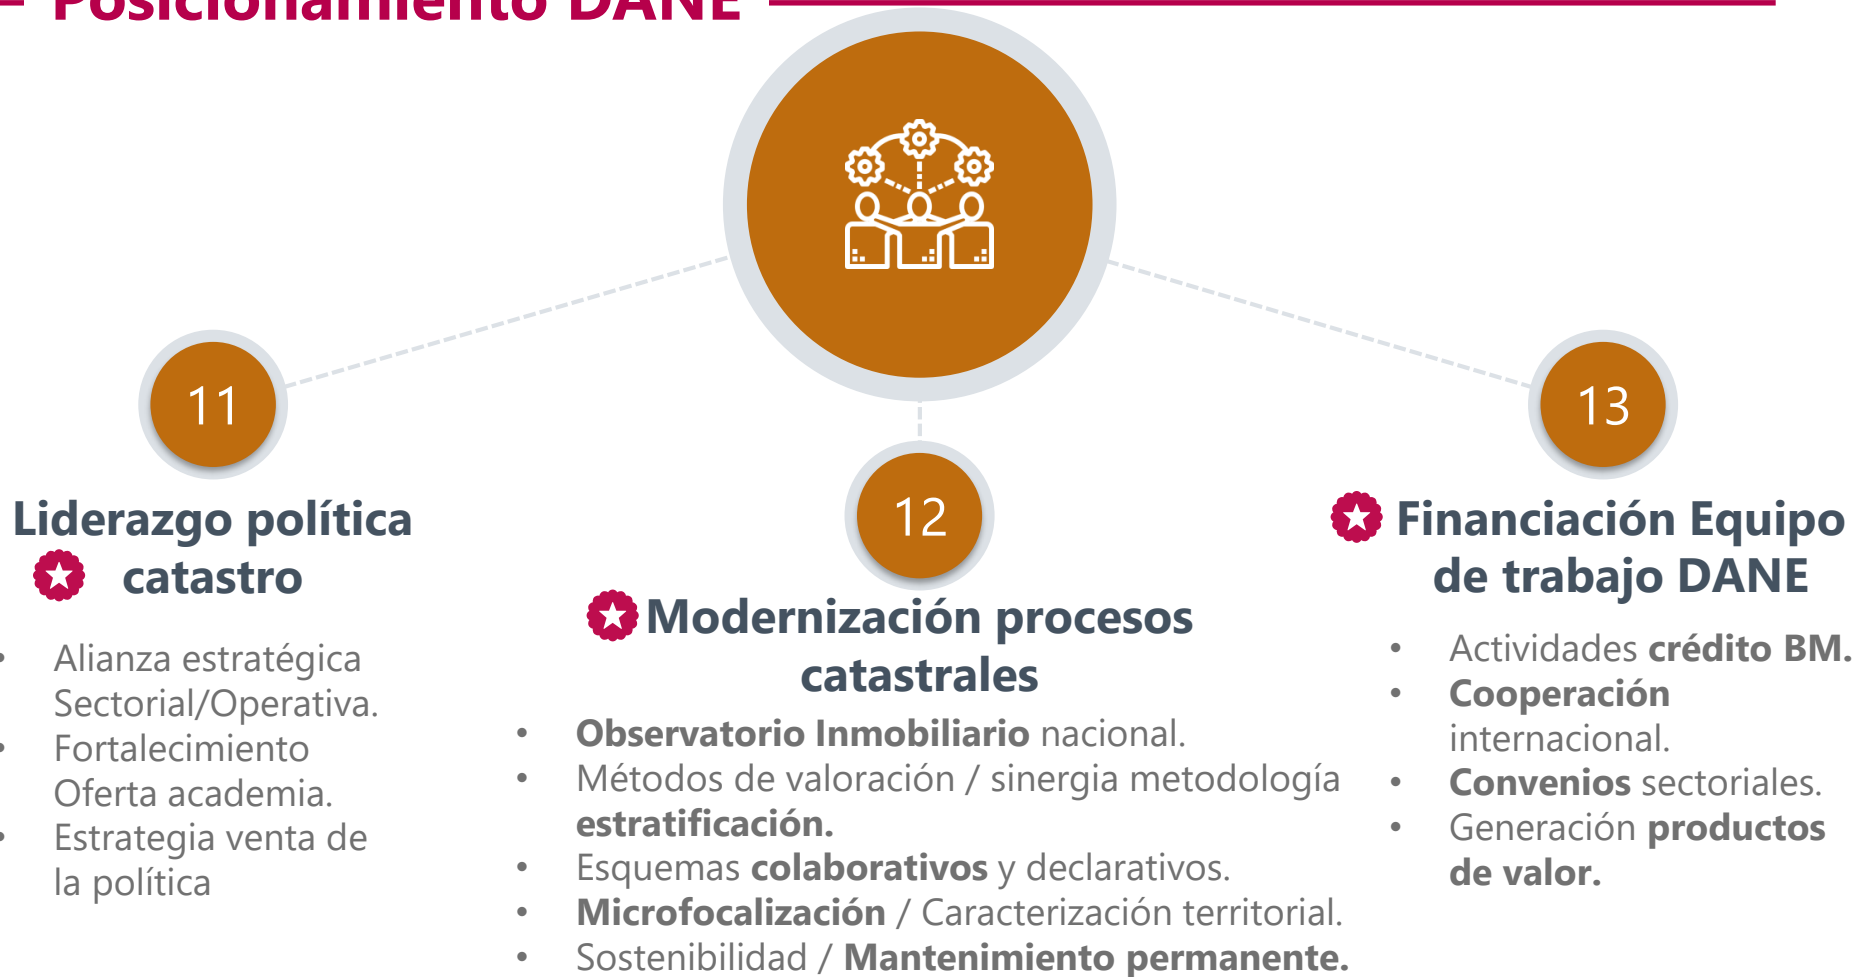 Posicionamiento DANE
11
Liderazgo política
catastro
• Alianza estratégica
Sectorial/Operativa.
• Fortalecimiento
Oferta academia.
• Estrategia venta de
la política
12
Modernización procesos
catastrales
• Observatorio Inmobiliario nacional.
• Métodos de valoración / sinergia metodología
estratificación.
• Esquemas colaborativos y declarativos.
• Microfocalización / Caracterización territorial.
• Sostenibilidad / Mantenimiento permanente.
13
Financiación Equipo
de trabajo DANE
• Actividades crédito BM.
• Cooperación
internacional.
• Convenios sectoriales.
• Generación productos
de valor.